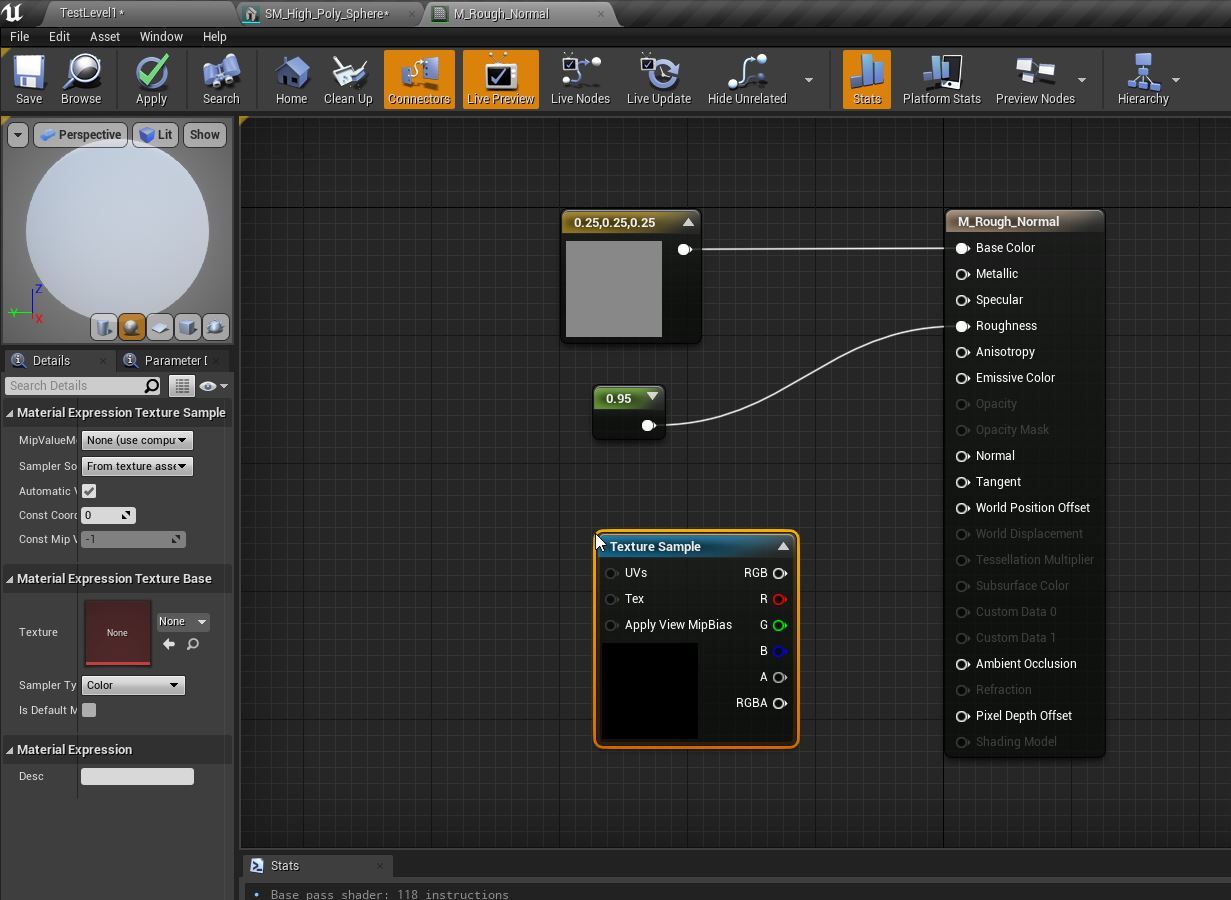 TestLevel1*
SM_High_Poly_Sphere*
M_Rough_Normal
File Edit Asset Window Help
Save Browse Apply Search Home Clean Up Connectors Live Preview Live Nodes Live Update Hide Unrelated Stats Platform Stats Preview Nodes Hierarchy
Perspective Lit Show
Z
Y
X
Details
Parameter D
Search Details
Material Expression Texture Sample
MipValueM None (use compu
Sampler So From texture asse
Automatic V
Const Coord 0
Const Mip V -1
Material Expression Texture Base
Texture None None
Sampler Ty Color
Is Default M
Material Expression
Desc
0.25,0.25,0.25
0.95
Texture Sample
UVs RGB
Tex R
Apply View MipBias G
B
A
RGBA
M_Rough_Normal
Base Color
Metallic
Specular
Roughness
Anisotropy
Emissive Color
Opacity
Opacity Mask
Normal
Tangent
World Position Offset
World Displacement
Tessellation Multiplier
Subsurface Color
Custom Data 0
Custom Data 1
Ambient Occlusion
Refraction
Pixel Depth Offset
Shading Model
Stats
• Base pass shader: 118 instructions